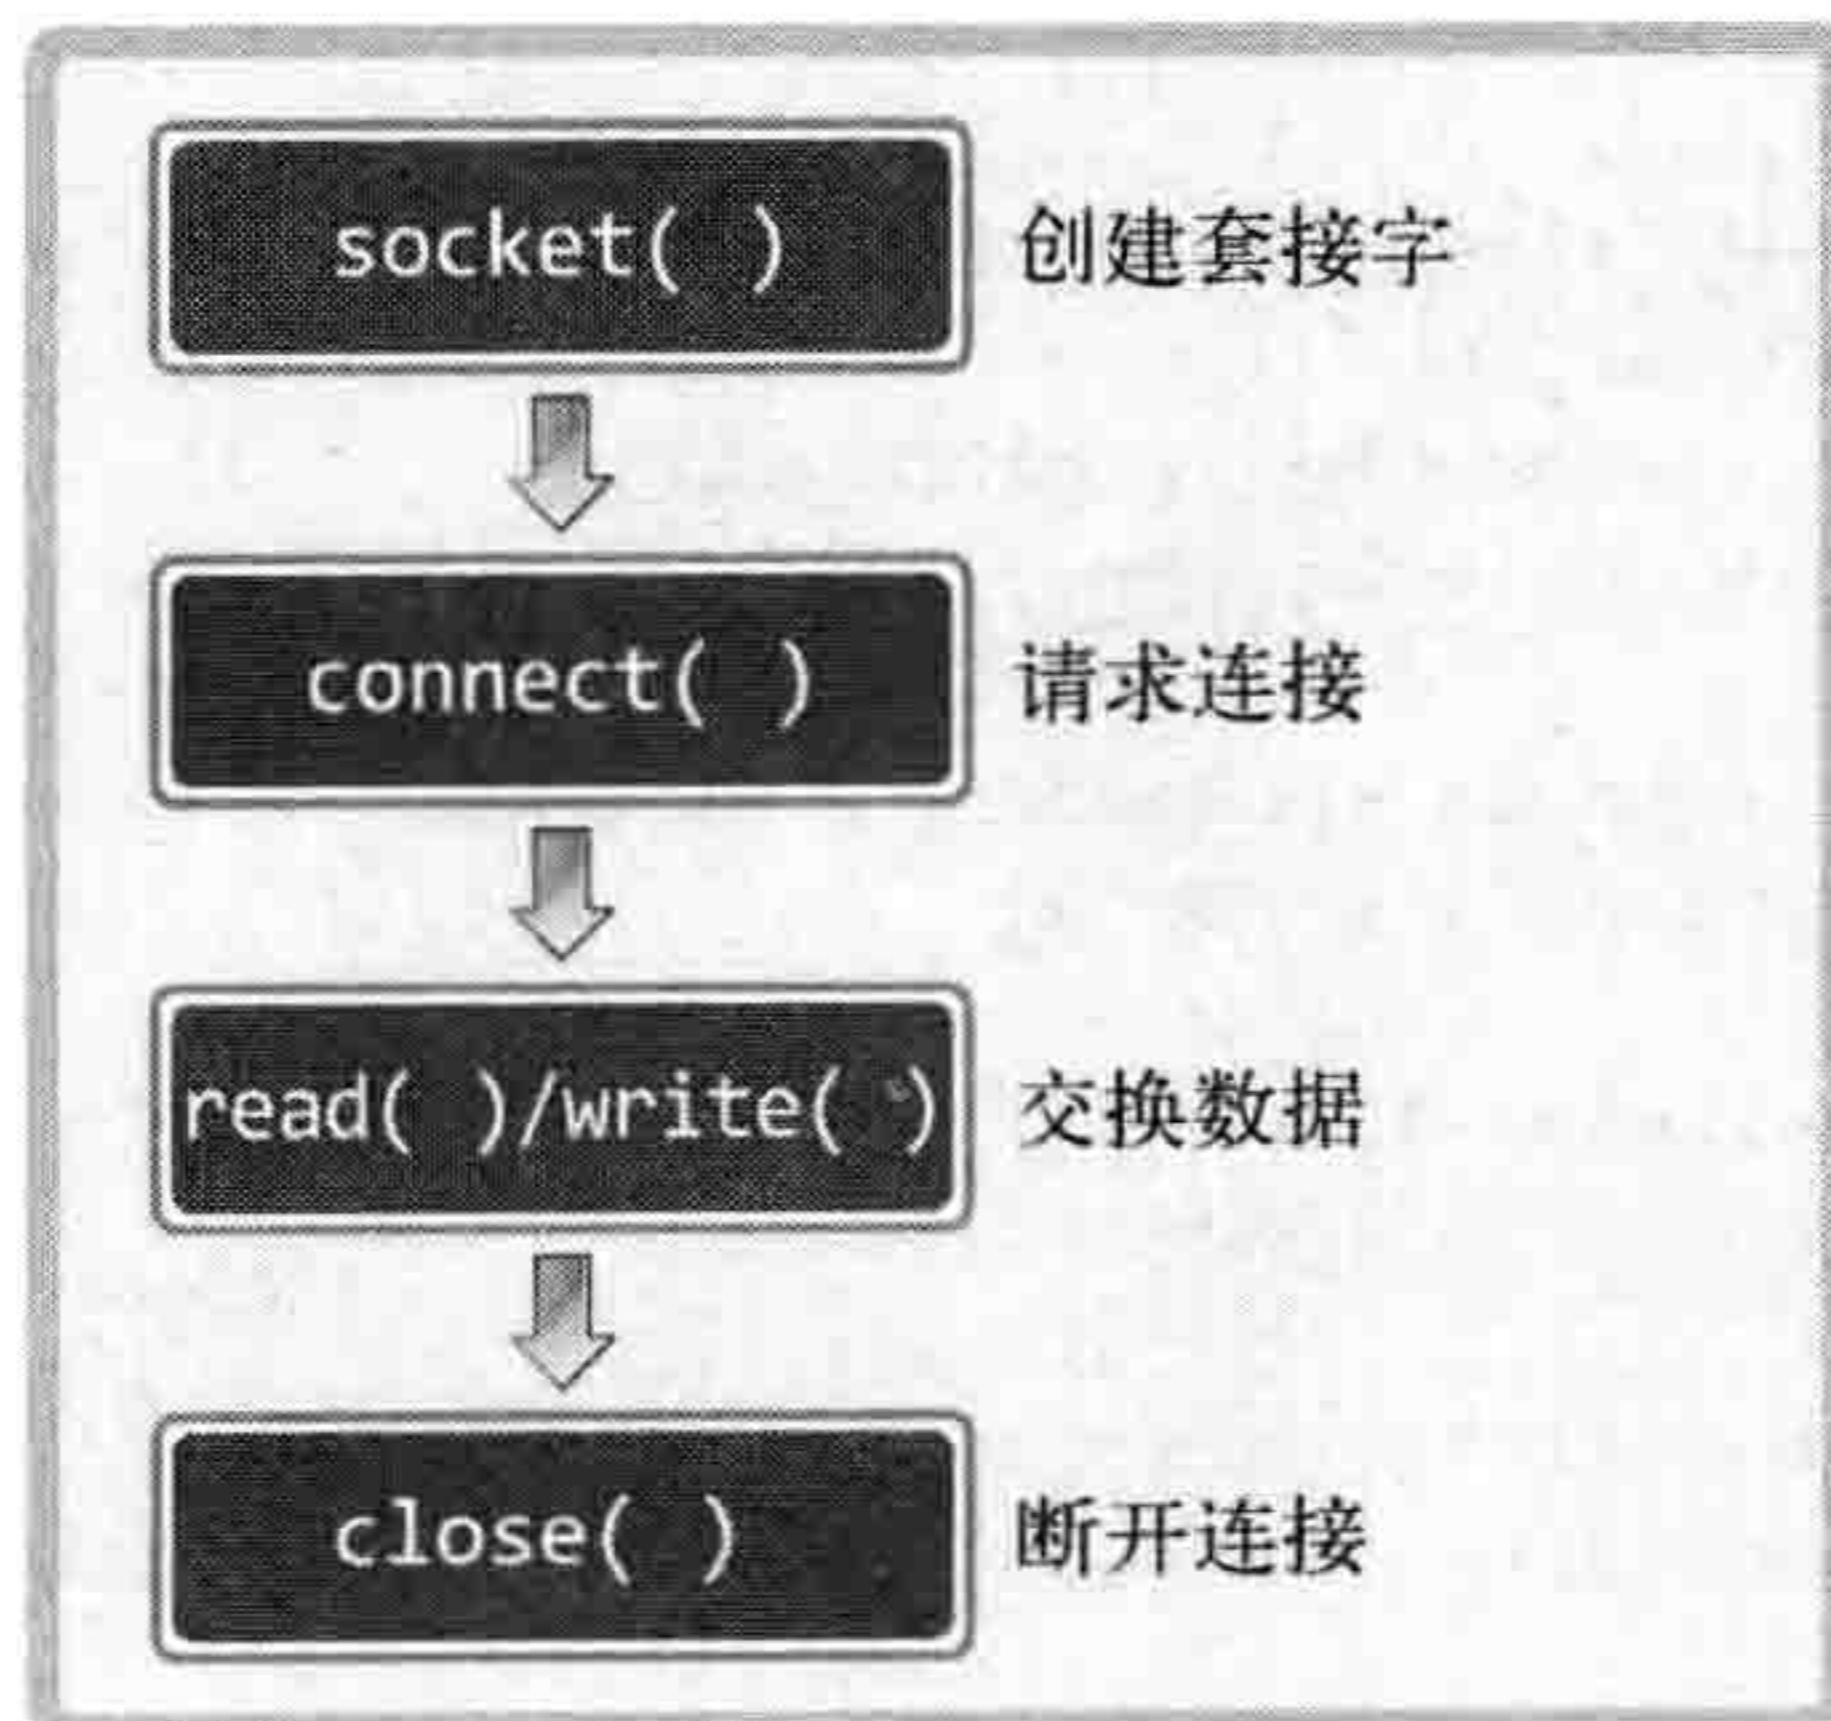 socket( ) 创建套接字
connect( ) 请求连接
read( )/write( ) 交换数据
close( ) 断开连接